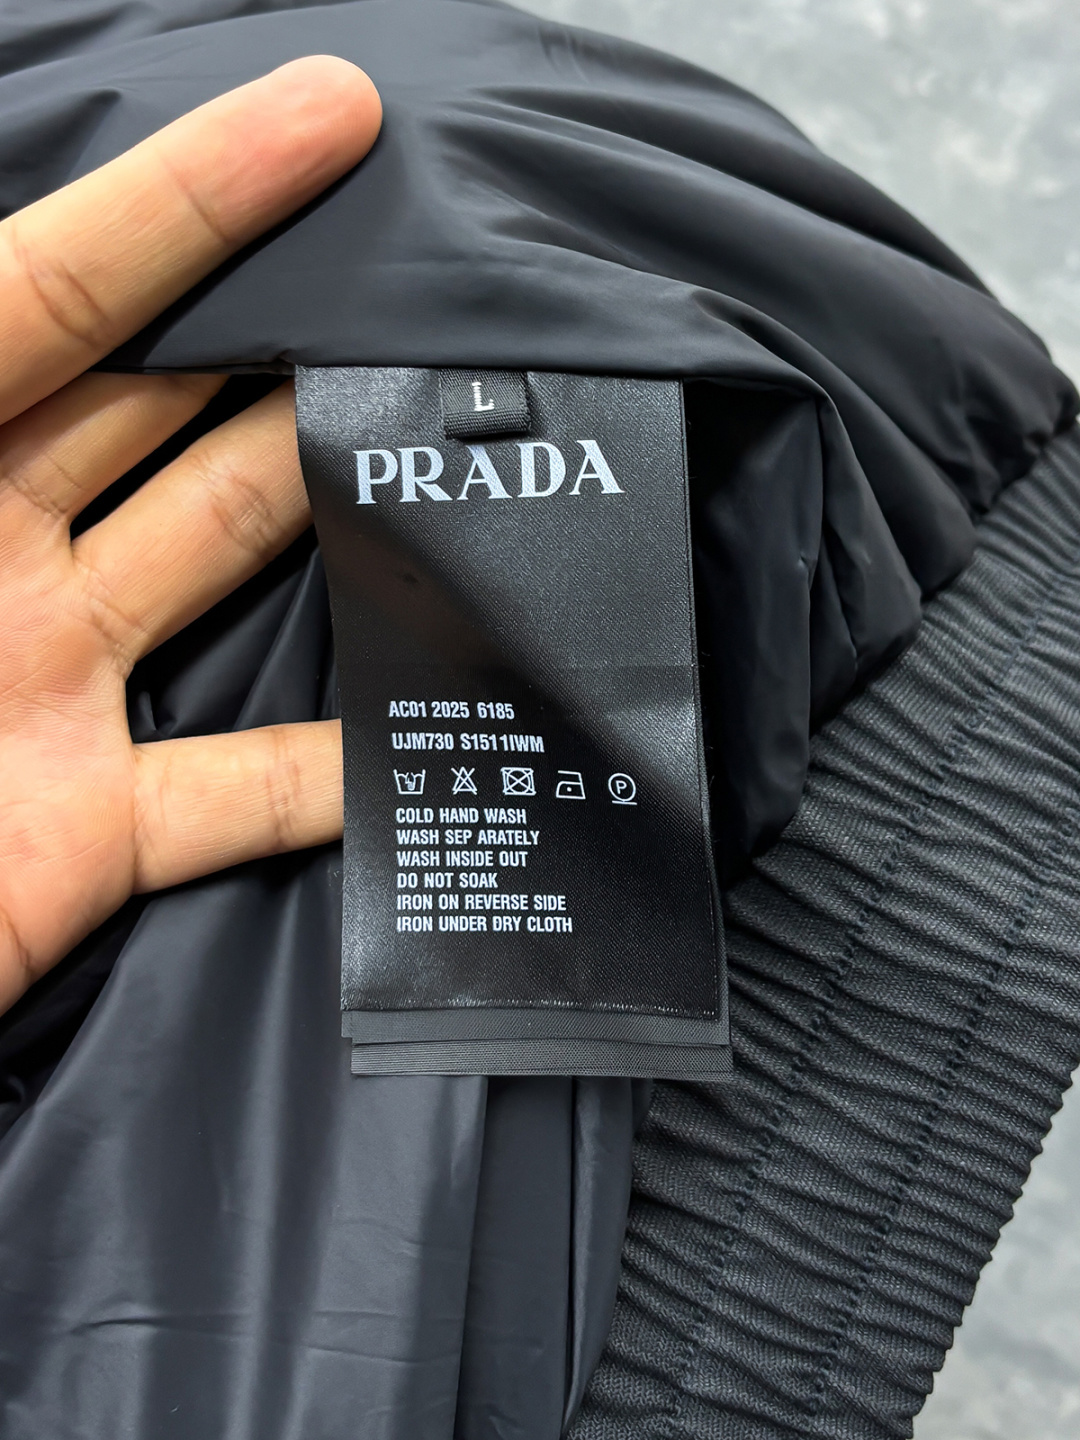 L
PRADA
AC01 2025 6185
UJM730 S1511IWM
P
COLD HAND WASH
WASH SEP ARATELY
WASH INSIDE OUT
DO NOT SOAK
IRON ON REVERSE SIDE
IRON UNDER DRY CLOTH